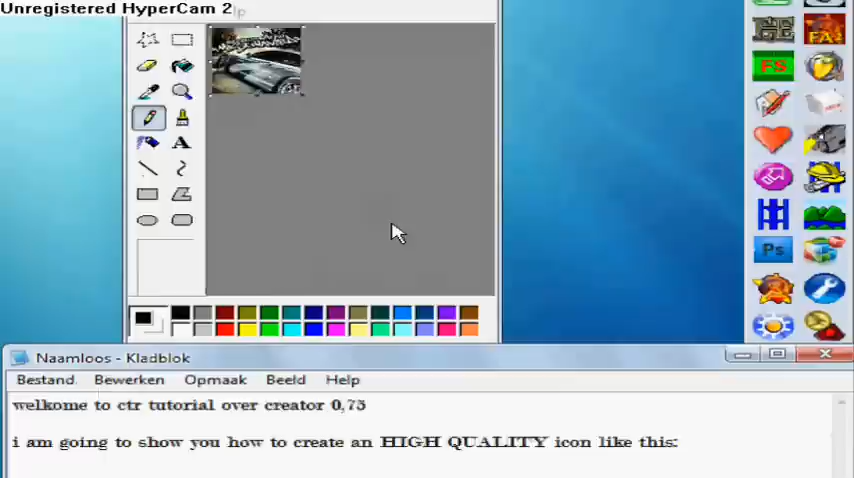 Unregistered HyperCam 2
FS
FA2
Ps
A
Naamloos - Kladblok
Bestand Bewerken Opmaak Beeld Help
welkome to ctr tutorial over creator 0,75
i am going to show you how to create an HIGH QUALITY icon like this: